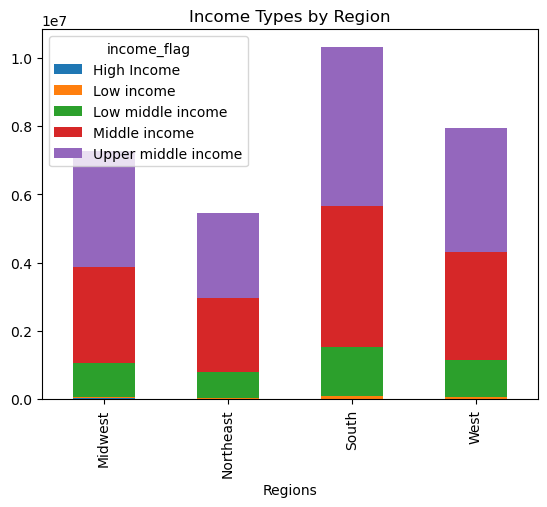 Income Types by Region
1e7
income_flag
High Income
Low income
Low middle income
Middle income
Upper middle income
1.0
0.8
0.6
0.4
0.2
0.0
Midwest
Northeast
South
West
Regions